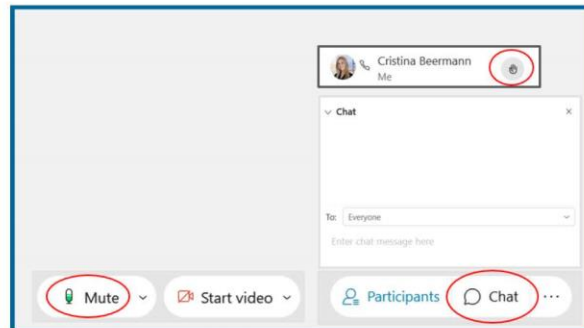 Cristina Beermann
Me
Chat
To: Everyone
Enter chat message here
Mute
Start video
Participants
Chat